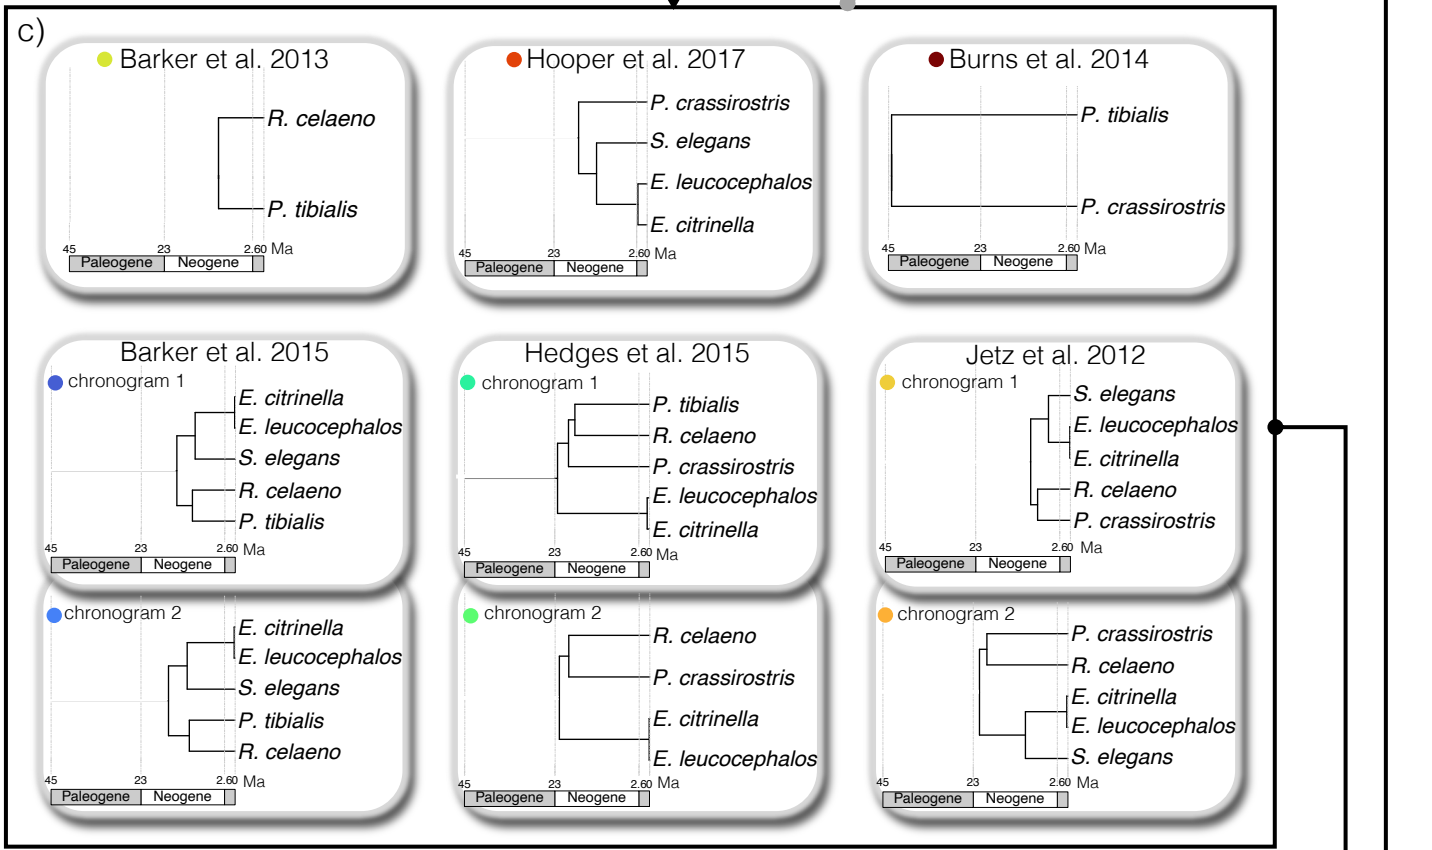 c)
Barker et al. 2013
R. celaeno
P. tibialis
45 23 2.60 Ma
Paleogene Neogene
Hooper et al. 2017
P. crassirostris
S. elegans
E. leucocephalos
E. citrinella
45 23 2.60 Ma
Paleogene Neogene
Burns et al. 2014
P. tibialis
P. crassirostris
45 23 2.60 Ma
Paleogene Neogene
Barker et al. 2015
chronogram 1
E. citrinella
E. leucocephalos
S. elegans
R. celaeno
P. tibialis
45 23 2.60 Ma
Paleogene Neogene
chronogram 2
E. citrinella
E. leucocephalos
S. elegans
P. tibialis
R. celaeno
45 23 2.60 Ma
Paleogene Neogene
Hedges et al. 2015
chronogram 1
P. tibialis
R. celaeno
P. crassirostris
E. leucocephalos
E. citrinella
45 23 2.60 Ma
Paleogene Neogene
chronogram 2
R. celaeno
P. crassirostris
E. citrinella
E. leucocephalos
45 23 2.60 Ma
Paleogene Neogene
Jetz et al. 2012
chronogram 1
S. elegans
E. leucocephalos
E. citrinella
R. celaeno
P. crassirostris
45 23 2.60 Ma
Paleogene Neogene
chronogram 2
P. crassirostris
R. celaeno
E. citrinella
E. leucocephalos
S. elegans
45 23 2.60 Ma
Paleogene Neogene